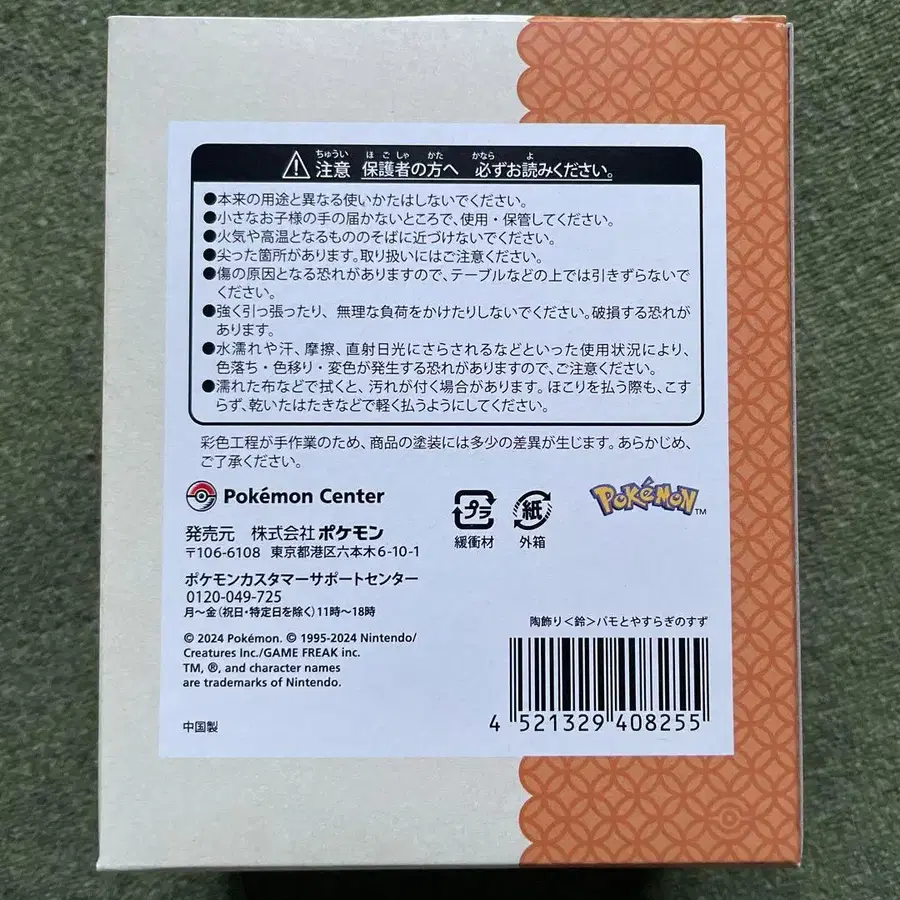 注意 保護者の方へ 必ずお読みください。
●本来の用途と異なる使いかたはしないでください。
●小さなお子様の手の届かないところで、使用・保管してください。
●火気や高温となるもののそばに近づけないでください。
●尖った箇所があります。取り扱いにはご注意ください。
●傷の原因となる恐れがありますので、テーブルなどの上では引きずらないで
ください。
●強く引っ張ったり、無理な負荷をかけたりしないでください。破損する恐れが
あります。
●水濡れや汗、摩擦、直射日光にさらされるなどといった使用状況により、
色落ち・色移り・変色が発生する恐れがありますので、ご注意ください。
●濡れた布などで拭くと、汚れが付く場合があります。ほこりを払う際も、こす
らず、乾いたはたきなどで軽く払うようにしてください。
彩色工程が手作業のため、商品の塗装には多少の差異が生じます。あらかじめ、
ご了承ください。
Pokémon Center
発売元 株式会社ポケモン
〒106-6108 東京都港区六本木6-10-1
プラ
緩衝材
紙
外箱
POKéMON™
ポケモンカスタマーサポートセンター
0120-049-725
月～金(祝日・特定日を除く)11時～18時
© 2024 Pokémon. © 1995-2024 Nintendo/
Creatures Inc./GAME FREAK inc.
TM, ®, and character names
are trademarks of Nintendo.
中国製
陶飾り＜鈴＞パモとやすらぎのすず
4 521329 408255